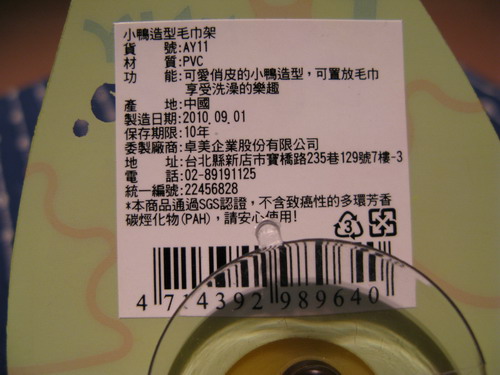 小鴨造型毛巾架
貨 號:AY11
材 質:PVC
功 能:可愛俏皮的小鴨造型,可置放毛巾
享受洗澡的樂趣
產 地:中國
製造日期:2010.09.01
保存期限:10年
委製廠商:卓美企業股份有限公司
地 址:台北縣新店市寶橋路235巷129號7樓-3
電 話:02-89191125
統一編號:22456828
*本商品通過SGS認證,不含致癌性的多環芳香
碳烴化物(PAH),請安心使用!
3
4 714392 989640